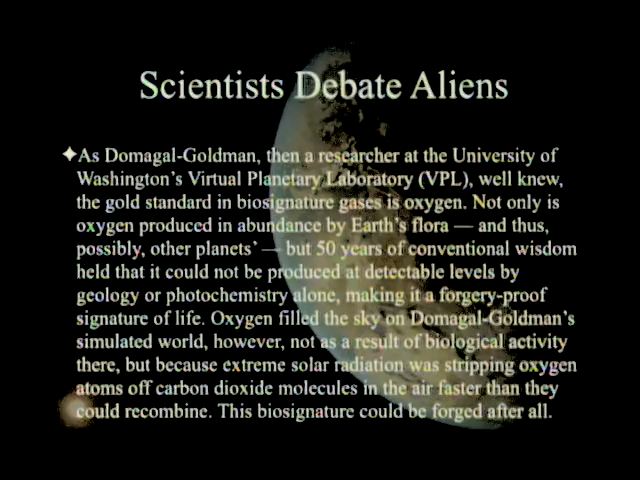 Scientists Debate Aliens
✦As Domagal-Goldman, then a researcher at the University of
Washington's Virtual Planetary Laboratory (VPL), well knew,
the gold standard in biosignature gases is oxygen. Not only is
oxygen produced in abundance by Earth's flora — and thus,
possibly, other planets' — but 50 years of conventional wisdom
held that it could not be produced at detectable levels by
geology or photochemistry alone, making it a forgery-proof
signature of life. Oxygen filled the sky on Domagal-Goldman's
simulated world, however, not as a result of biological activity
there, but because extreme solar radiation was stripping oxygen
atoms off carbon dioxide molecules in the air faster than they
could recombine. This biosignature could be forged after all.